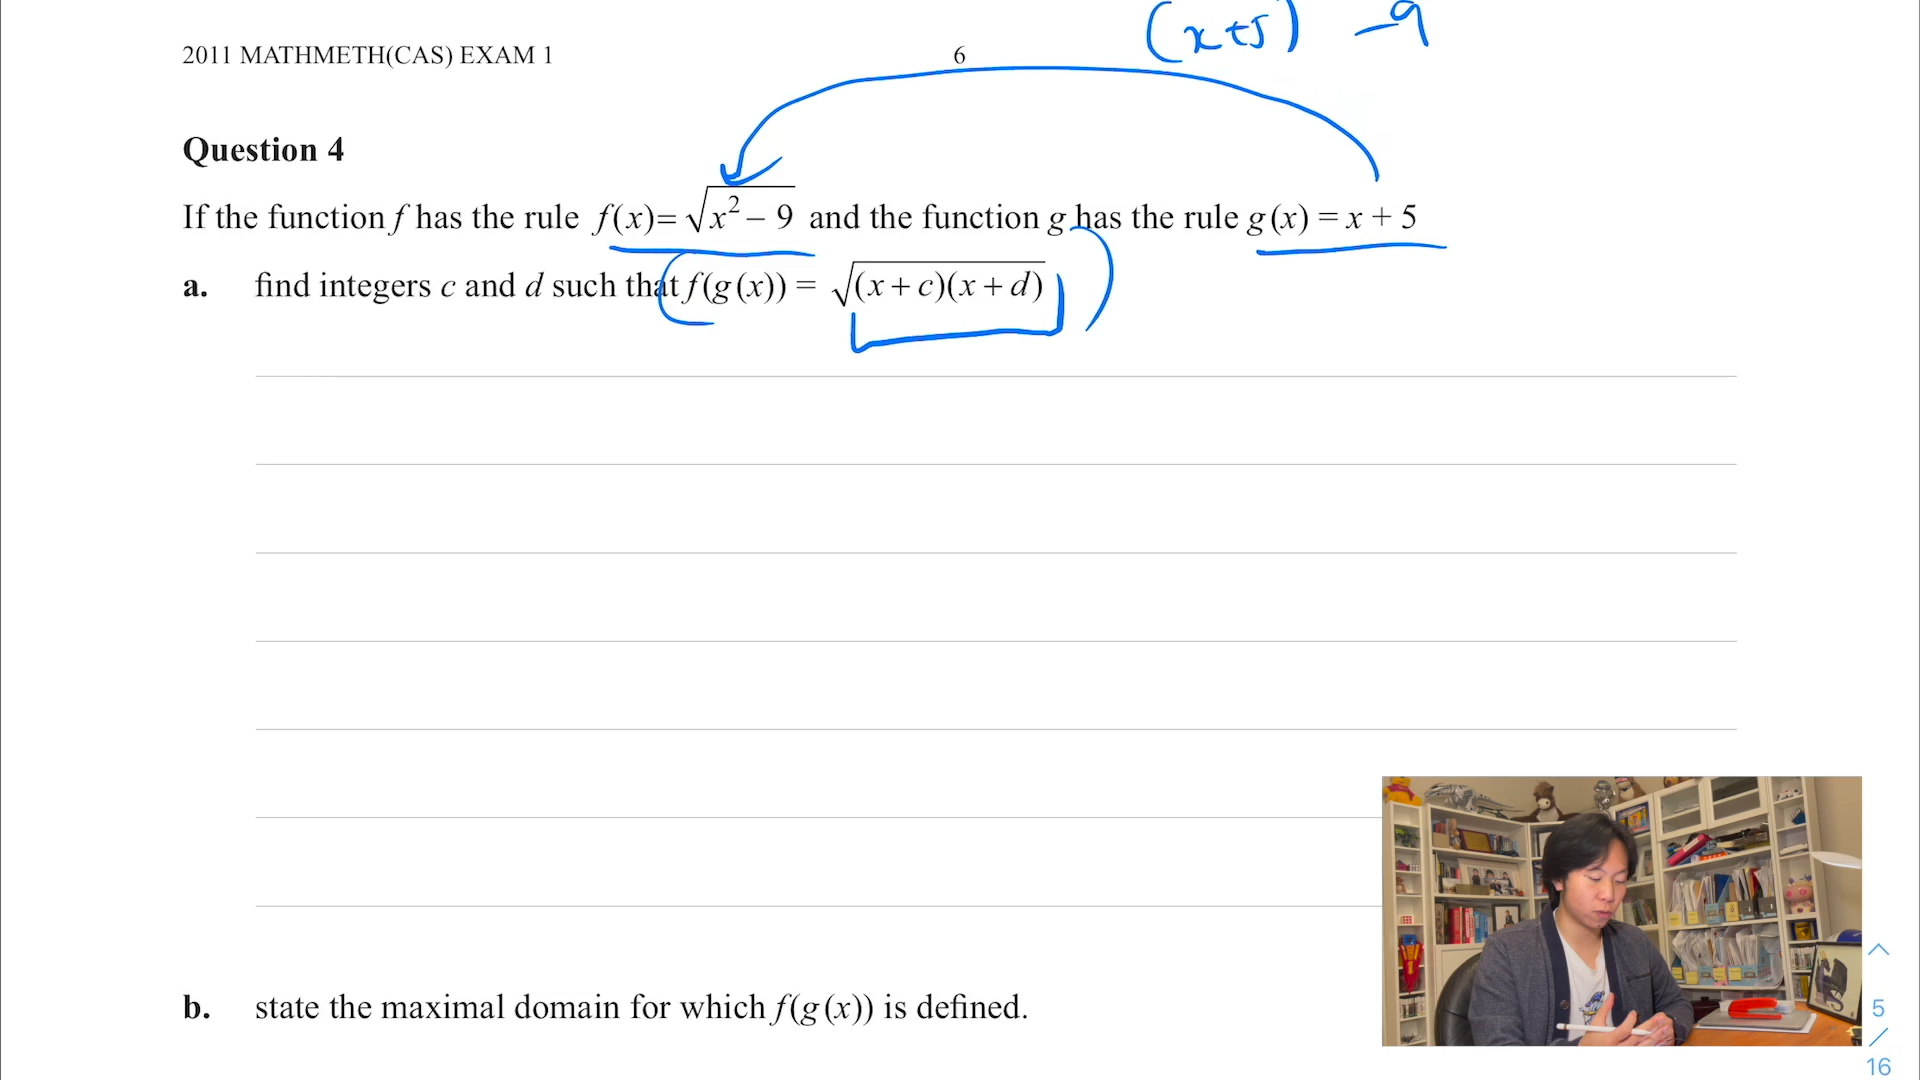 (x+5) -9
2011 MATHMETH(CAS) EXAM 1
6
Question 4
If the function f has the rule f(x)=√(x² – 9) and the function g has the rule g(x) = x + 5
a. find integers c and d such that f(g(x)) = √((x + c)(x + d))
b. state the maximal domain for which f(g(x)) is defined.
5
/
16